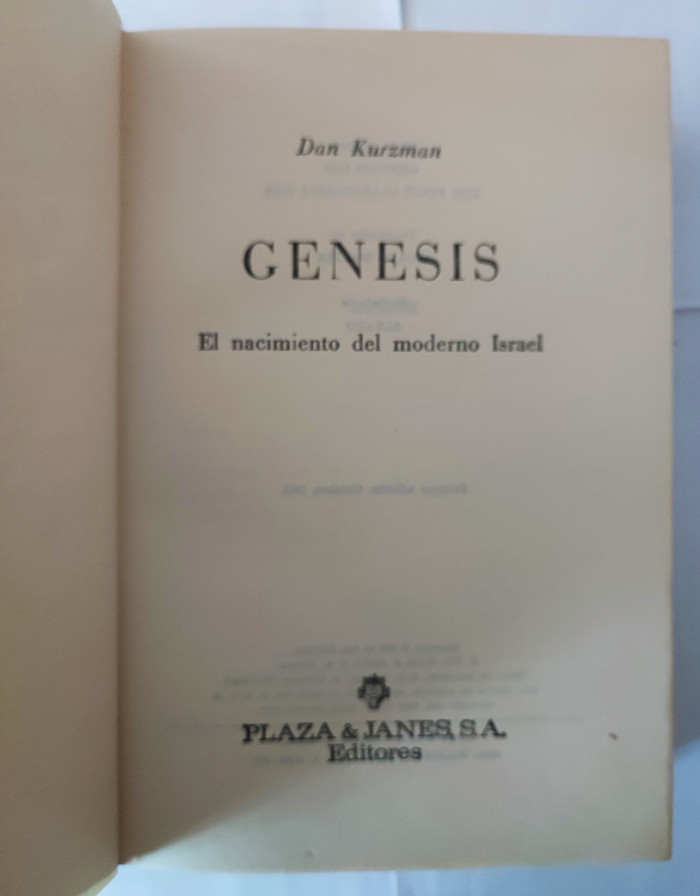 Dan Kurzman
GENESIS
El nacimiento del moderno Israel
PLAZA & JANES, S.A.
Editores